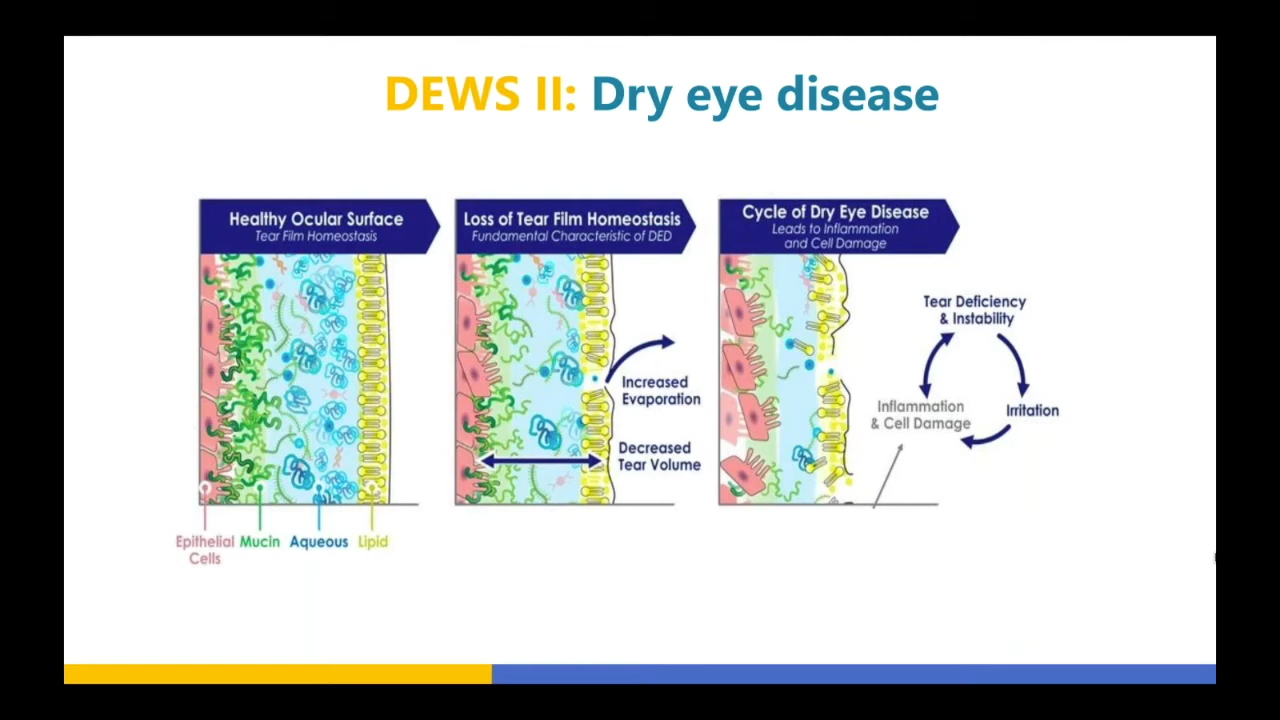 DEWS II: Dry eye disease
Healthy Ocular Surface
Tear Film Homeostasis
Loss of Tear Film Homeostasis
Fundamental Characteristic of DED
Cycle of Dry Eye Disease
Leads to Inflammation
and Cell Damage
Increased
Evaporation
Decreased
Tear Volume
Tear Deficiency
& Instability
Inflammation
& Cell Damage
Irritation
Epithelial
Cells
Mucin
Aqueous
Lipid